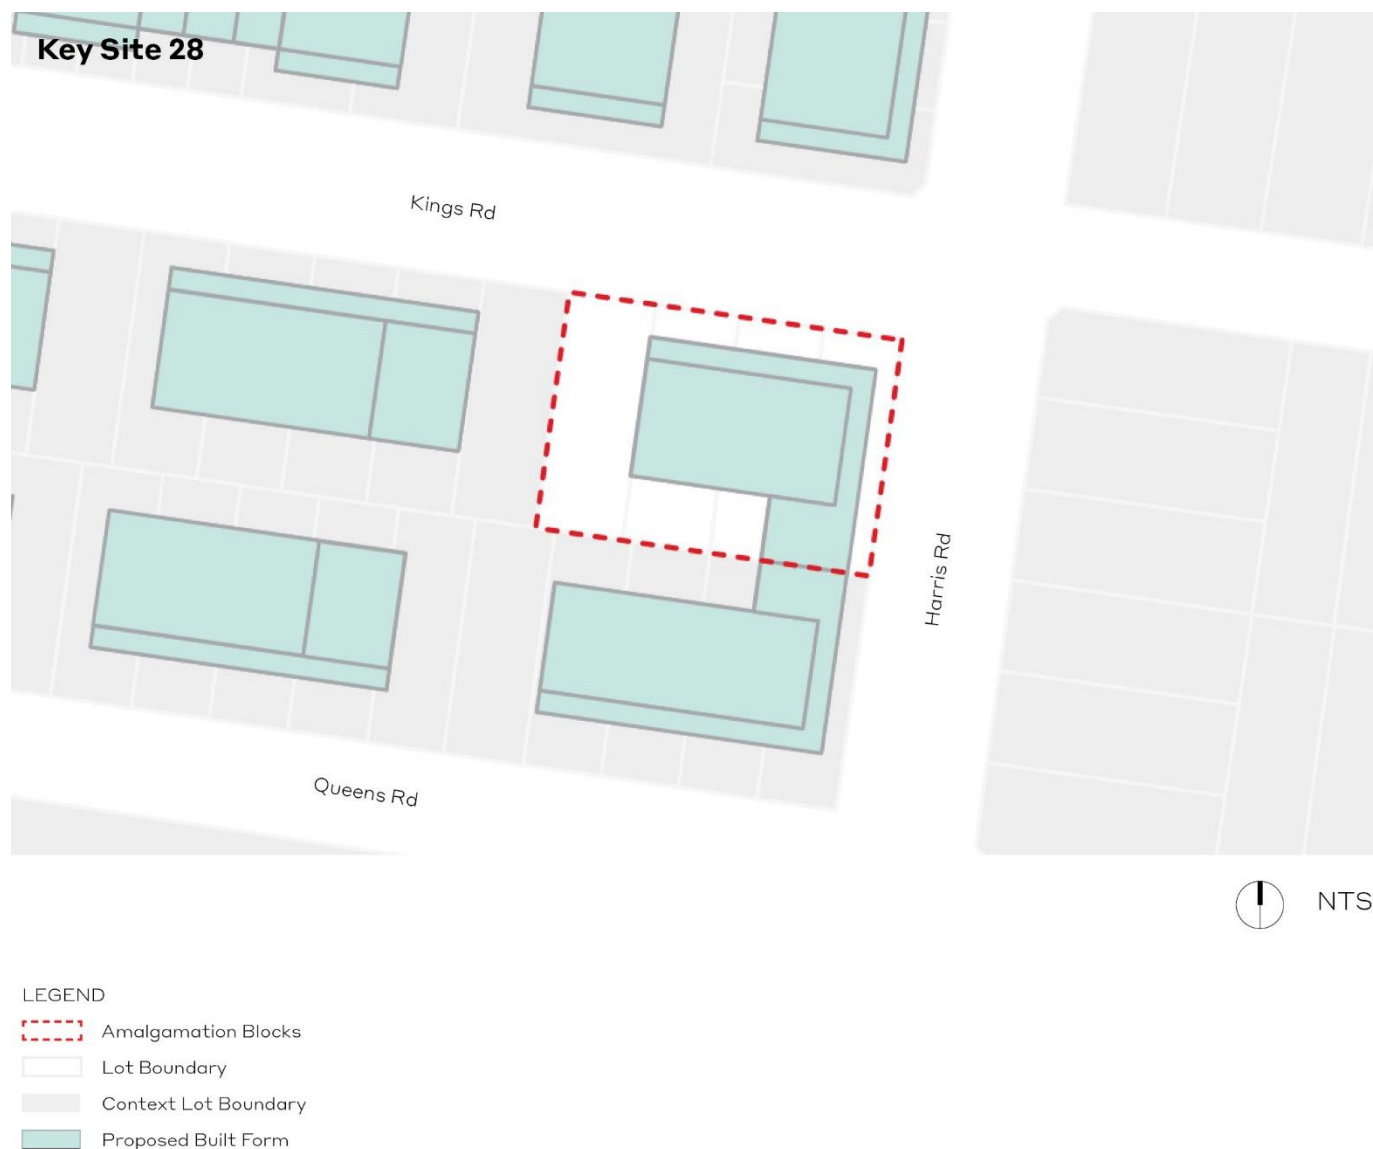 Key Site 28
Kings Rd
Harris Rd
Queens Rd
NTS
LEGEND
Amalgamation Blocks
Lot Boundary
Context Lot Boundary
Proposed Built Form